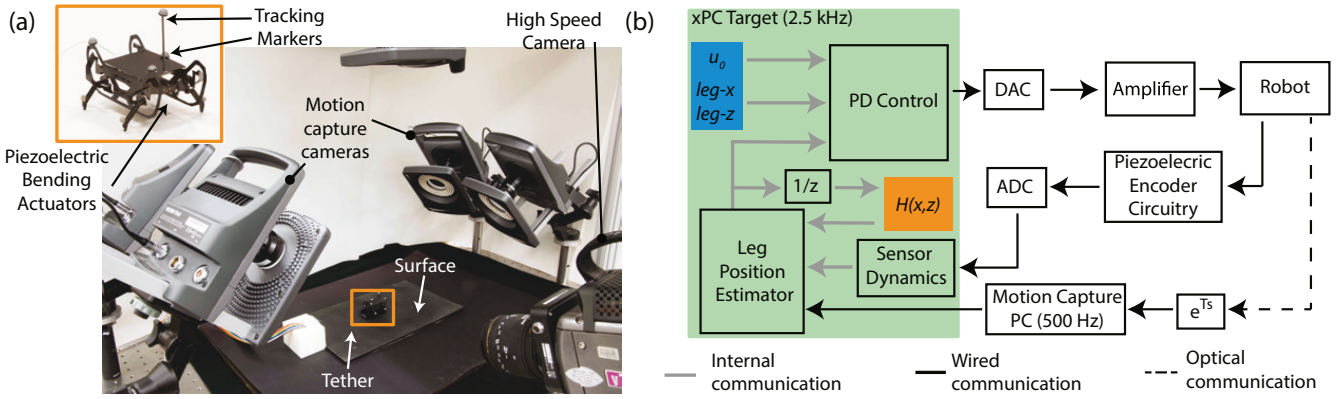 (a)
Tracking
Markers
High Speed
Camera
Motion
capture
cameras
Piezoelectric
Bending
Actuators
Surface
Tether
(b)
xPC Target (2.5 kHz)
u₀
leg-x
leg-z
PD Control
DAC
Amplifier
Robot
1/z
H(x,z)
ADC
Piezoelecric
Encoder
Circuitry
Leg
Position
Estimator
Sensor
Dynamics
Motion Capture
PC (500 Hz)
eᵀˢ
Internal
communication
Wired
communication
Optical
communication